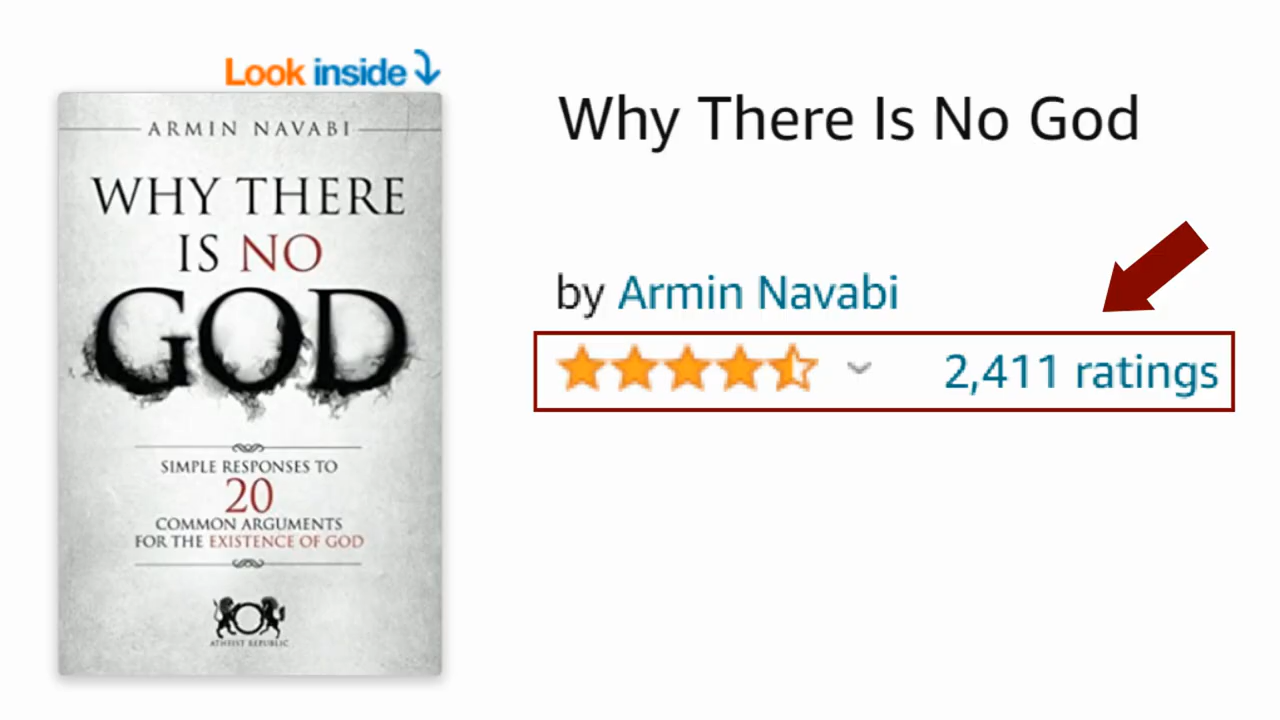 Look inside
ARMIN NAVABI
WHY THERE
IS NO
GOD
SIMPLE RESPONSES TO
20
COMMON ARGUMENTS
FOR THE EXISTENCE OF GOD
ATHEIST REPUBLIC
Why There Is No God
by Armin Navabi
2,411 ratings